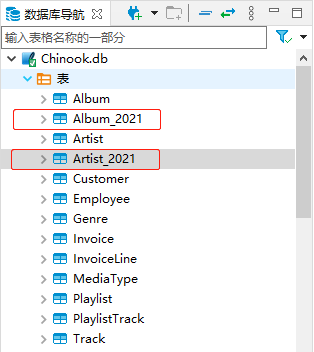 数据库导航
输入表格名称的一部分
Chinook.db
表
Album
Album_2021
Artist
Artist_2021
Customer
Employee
Genre
Invoice
InvoiceLine
MediaType
Playlist
PlaylistTrack
Track